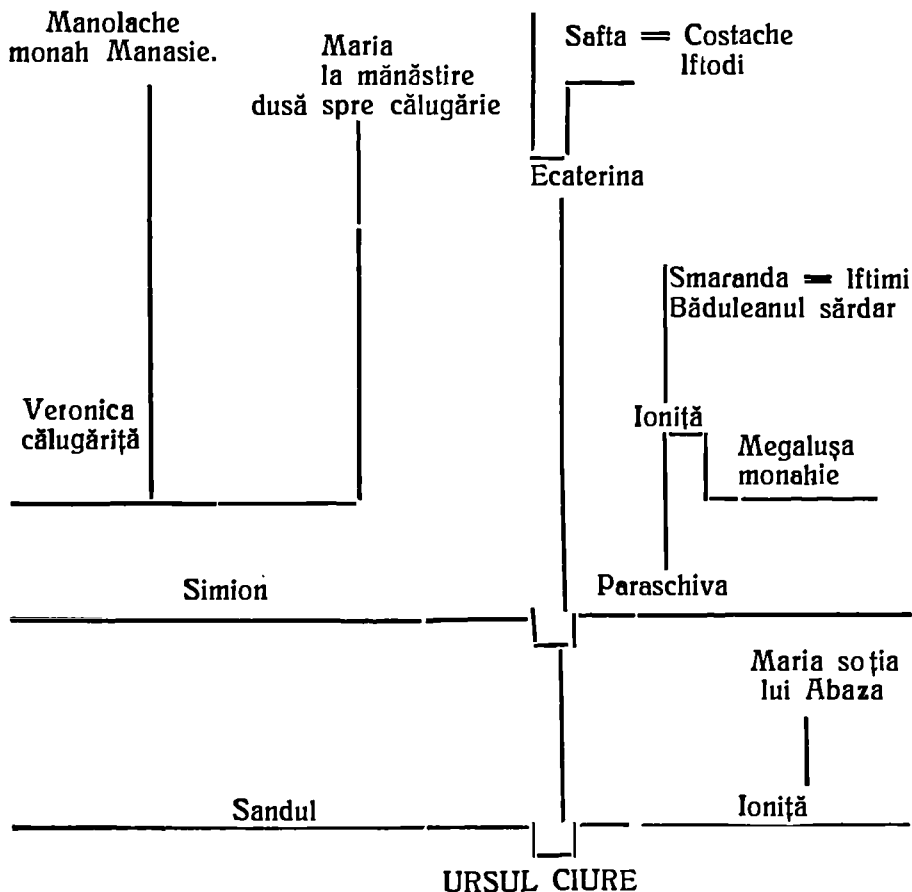 Manolache
monah Manasie.
Maria
la mănăstire
dusă spre călugărie
Safta = Costache
Iftodi
Ecaterina
Smaranda = Iftimi
Băduleanul sărdar
Veronica
călugăriță
Ioniță
Megalușa
monahie
Simion
Paraschiva
Maria soția
lui Abaza
Sandul
Ioniță
URSUL CIURE